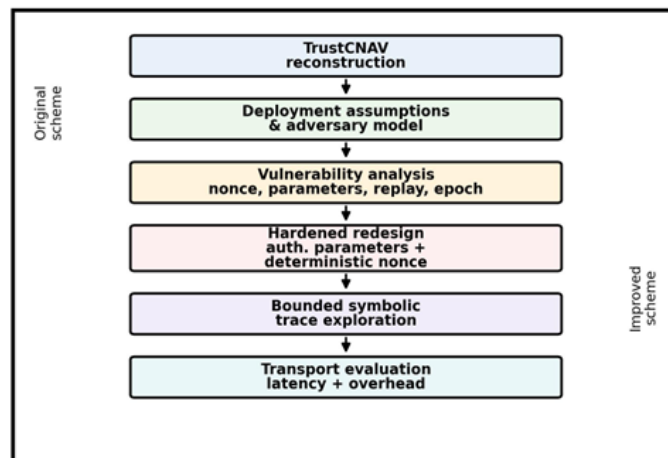 TrustCNAV
reconstruction
Original
scheme
Deployment assumptions
& adversary model
Vulnerability analysis
nonce, parameters, replay, epoch
Hardened redesign
auth. parameters +
deterministic nonce
Improved
scheme
Bounded symbolic
trace exploration
Transport evaluation
latency + overhead